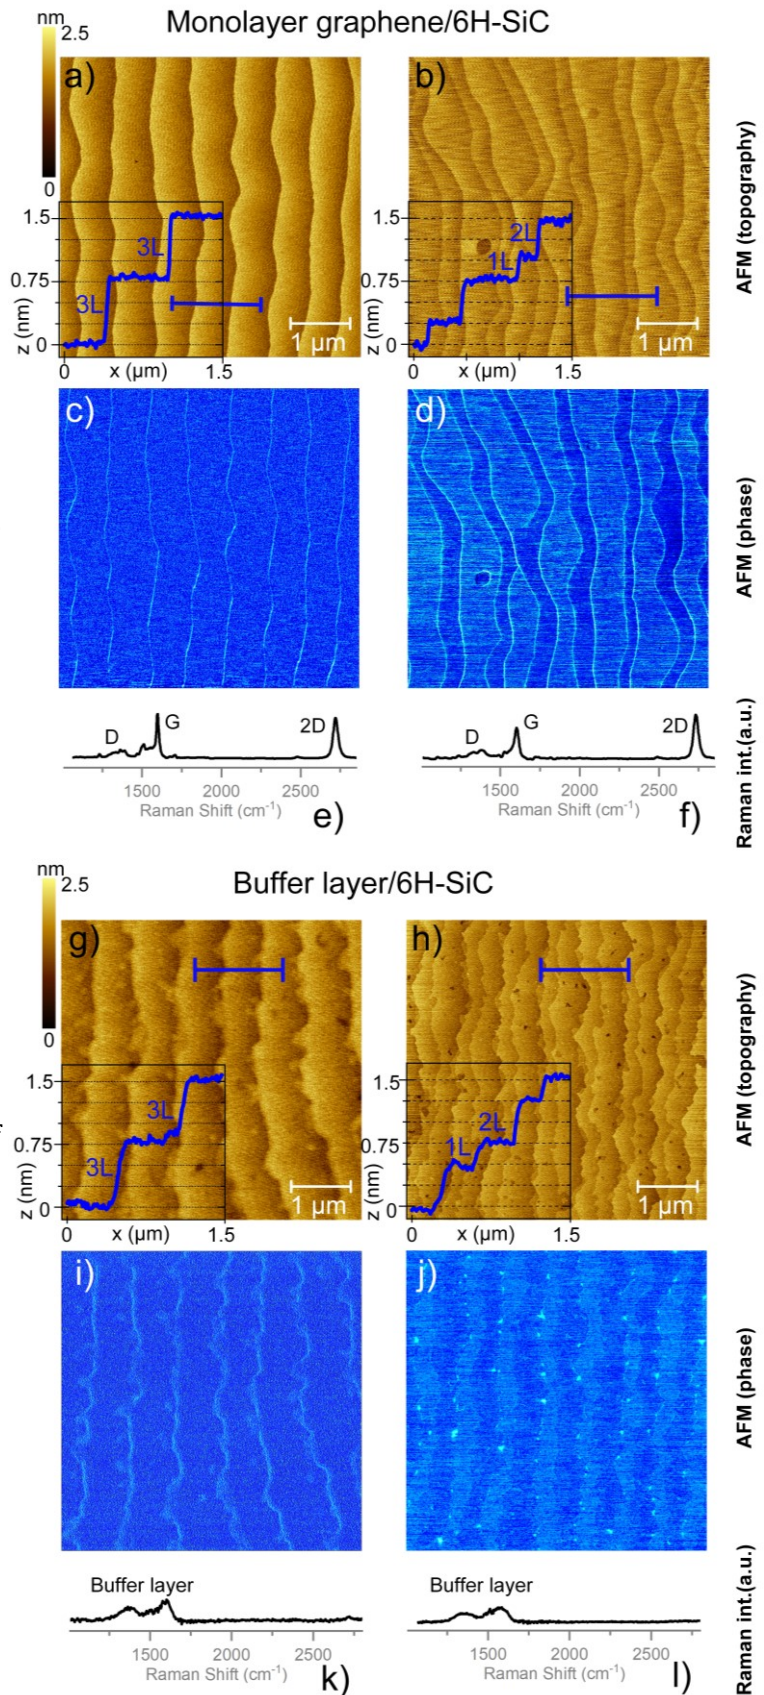 Monolayer graphene/6H-SiC
nm
2.5
0
a)
b)
AFM (topography)
1.5
0.75
0
z (nm)
3L
3L
1 µm
0
x (µm)
1.5
1.5
0.75
0
z (nm)
1L
2L
1 µm
0
x (µm)
1.5
c)
d)
AFM (phase)
D
G
2D
1500
2000
2500
Raman Shift (cm⁻¹)
e)
D
G
2D
1500
2000
2500
Raman Shift (cm⁻¹)
f)
Raman int.(a.u.)
Buffer layer/6H-SiC
nm
2.5
0
g)
h)
AFM (topography)
1.5
0.75
0
z (nm)
3L
3L
1 µm
0
x (µm)
1.5
1.5
0.75
0
z (nm)
1L
2L
1 µm
0
x (µm)
1.5
i)
j)
AFM (phase)
Buffer layer
1500
2000
2500
Raman Shift (cm⁻¹)
k)
Buffer layer
1500
2000
2500
Raman Shift (cm⁻¹)
l)
Raman int.(a.u.)